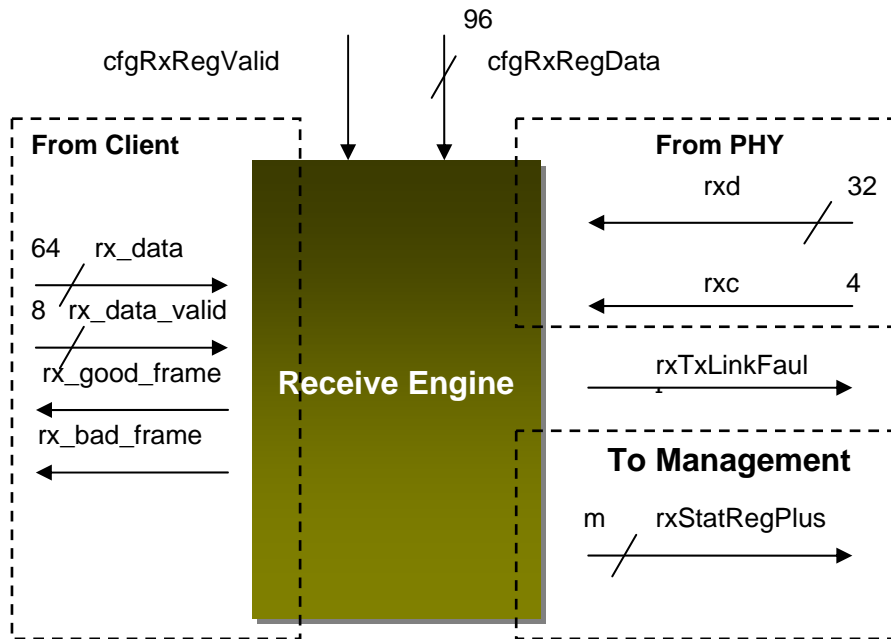 96
cfgRxRegValid
cfgRxRegData
From Client
From PHY
rxd
32
64
rx_data
rxc
4
8
rx_data_valid
rx_good_frame
rxTxLinkFaul
Receive Engine
rx_bad_frame
To Management
m
rxStatRegPlus